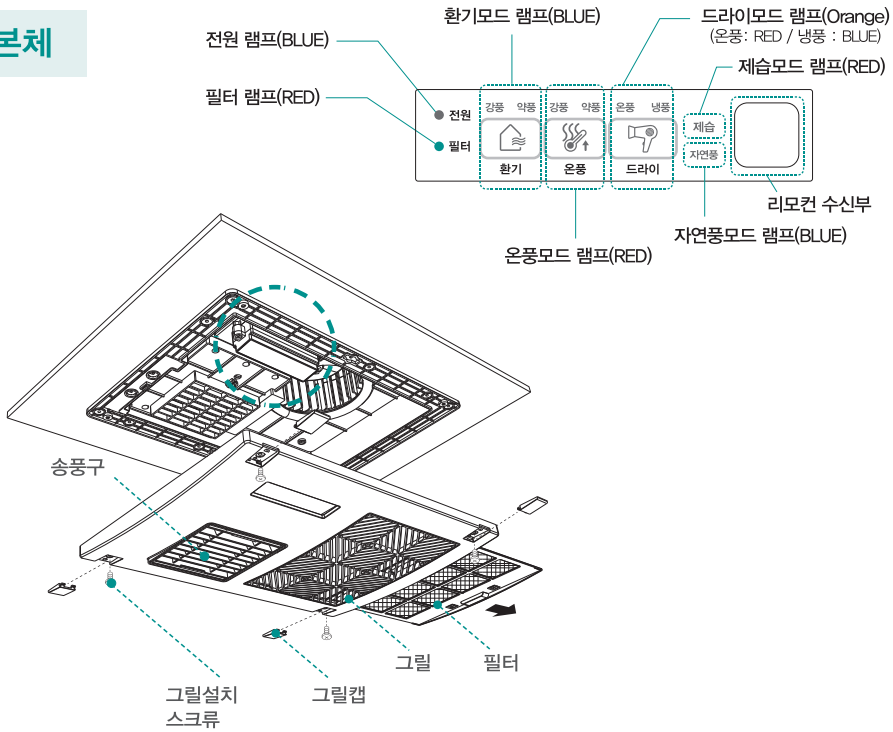 본체
환기모드 램프(BLUE)
드라이모드 램프(Orange)
(온풍: RED / 냉풍 : BLUE)
전원 램프(BLUE)
제습모드 램프(RED)
필터 램프(RED)
강풍 약풍 강풍 약풍 온풍 냉풍
전원
제습
필터
자연풍
환기 온풍 드라이
리모컨 수신부
자연풍모드 램프(BLUE)
온풍모드 램프(RED)
송풍구
그릴
필터
그릴설치
스크류
그릴캡